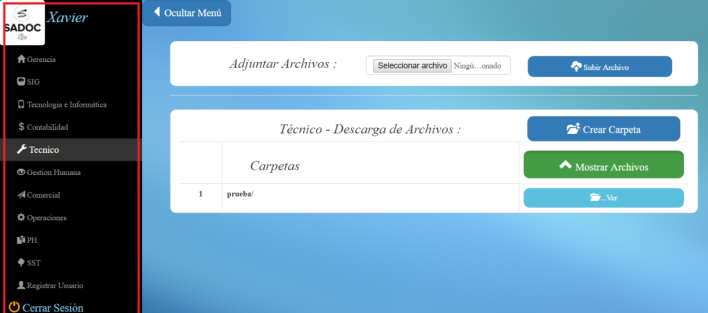 Xavier
SADOC
Gerencia
SIG
Tecnologia e Informática
$ Contabilidad
Tecnico
Gestion Humana
Comercial
Operaciones
PH
SST
Registrar Usuario
Cerrar Sesión
Ocultar Menú
Adjuntar Archivos :
Seleccionar archivo Ningú...onado
Subir Archivo
Técnico - Descarga de Archivos :
Crear Carpeta
Carpetas
Mostrar Archivos
1 prueba/
...Ver